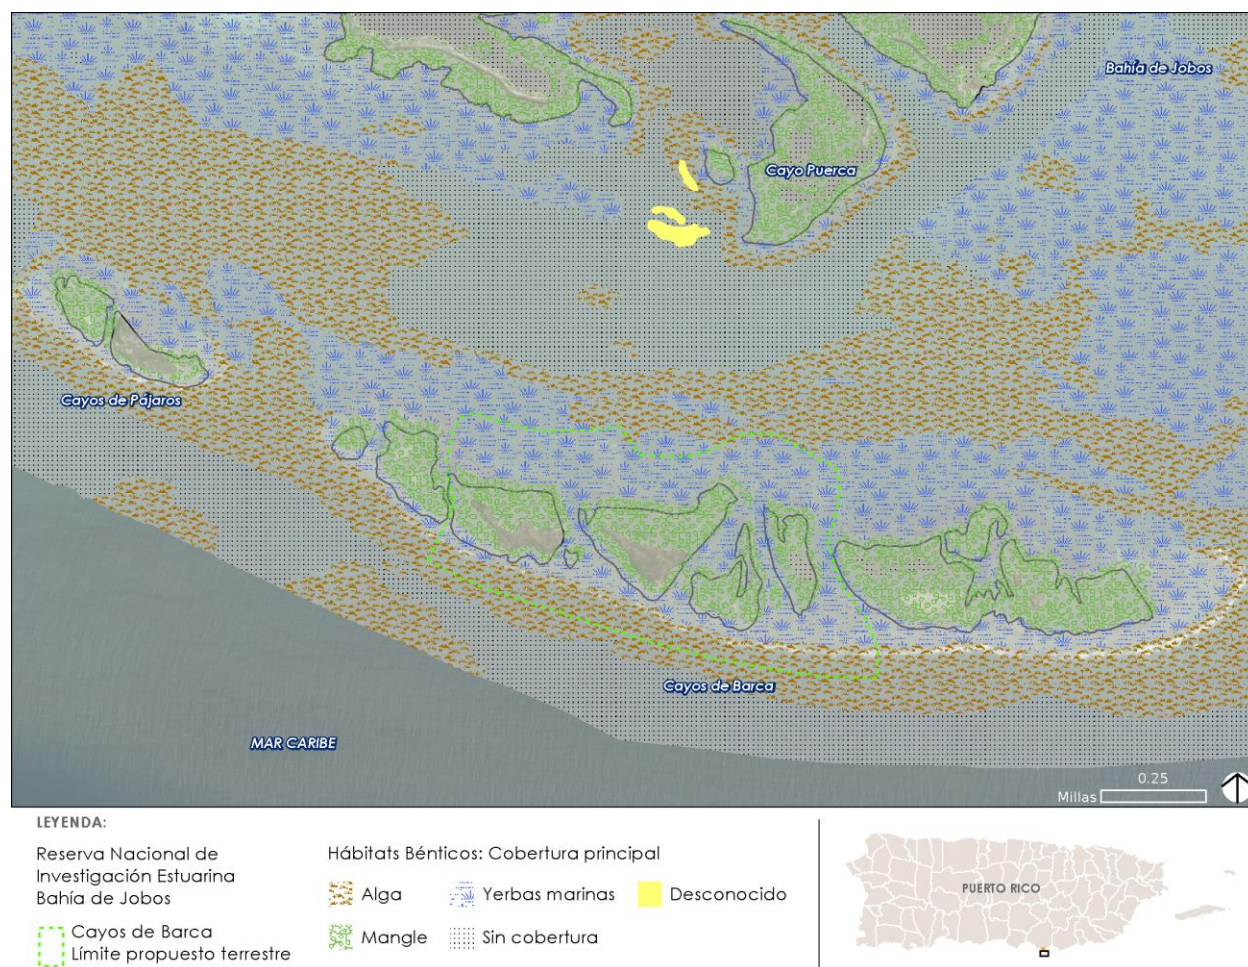 Bahía de Jobos
Cayo Puerca
Cayos de Pájaros
Cayos de Barca
MAR CARIBE
0.25
Millas
LEYENDA:
Reserva Nacional de
Investigación Estuarina
Bahía de Jobos
Cayos de Barca
Límite propuesto terrestre
Hábitats Bénticos: Cobertura principal
Alga
Yerbas marinas
Desconocido
Mangle
Sin cobertura
PUERTO RICO